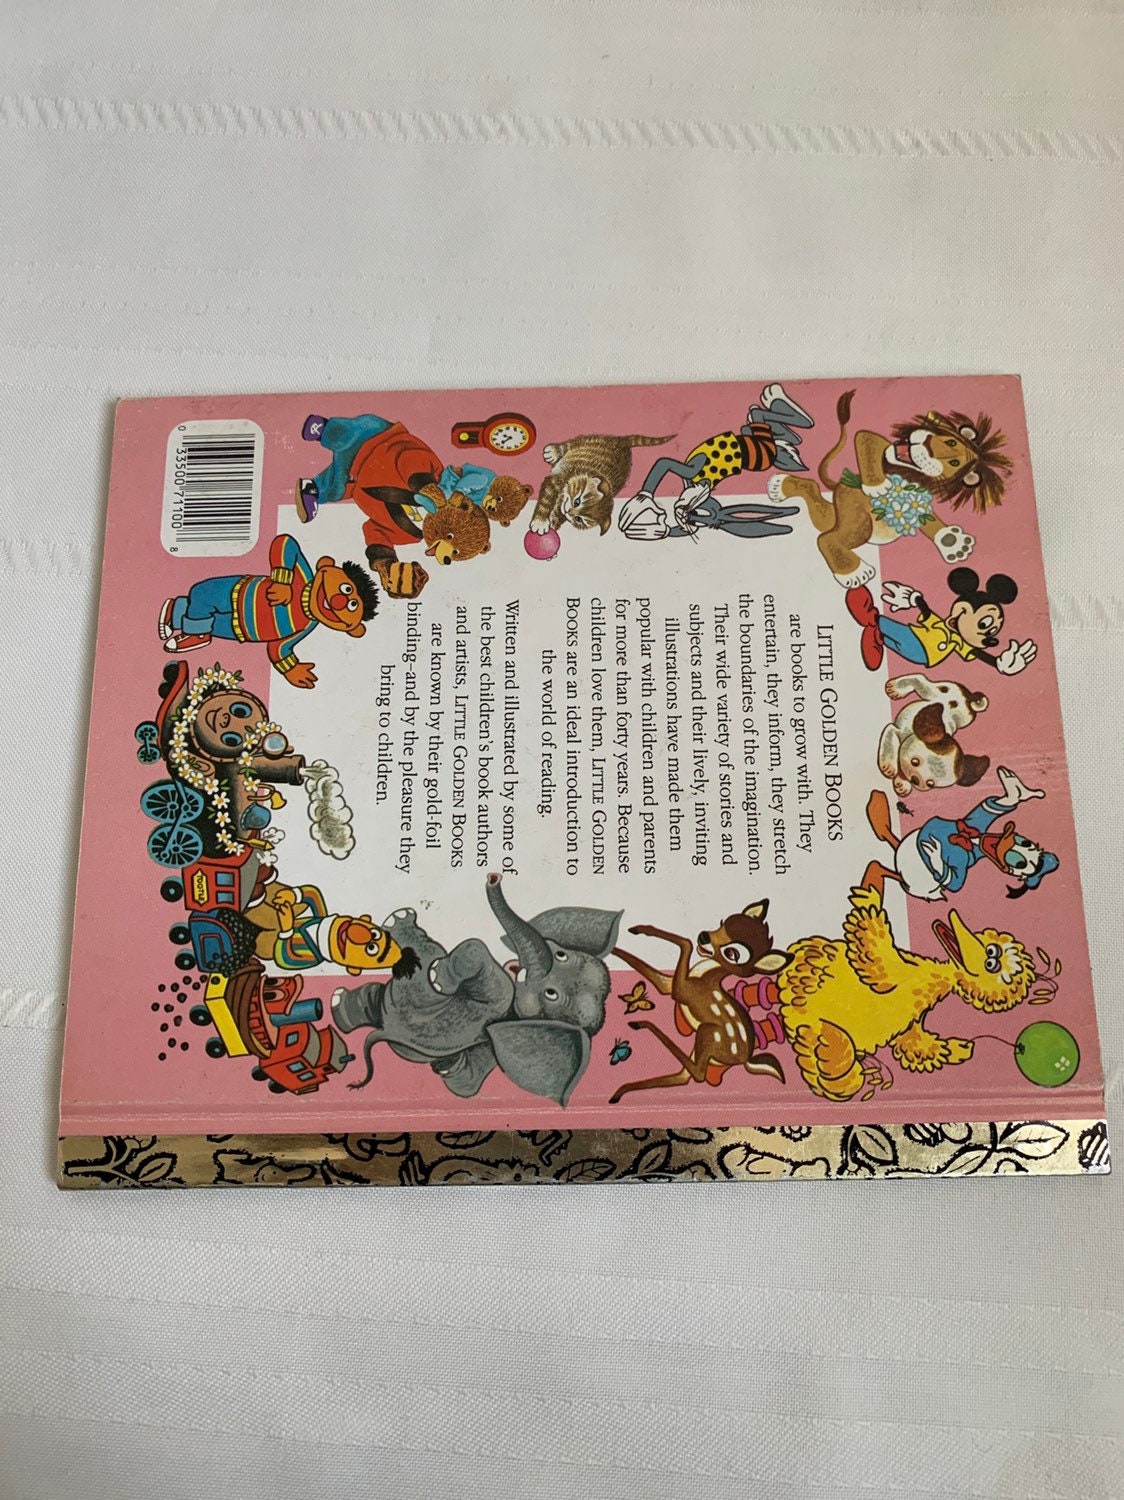 LITTLE GOLDEN BOOKS
are books to grow with. They
entertain, they inform, they stretch
the boundaries of the imagination.
Their wide variety of stories and
subjects and their lively, inviting
illustrations have made them
popular with children and parents
for more than forty years. Because
children love them, LITTLE GOLDEN
BOOKS are an ideal introduction to
the world of reading.
Written and illustrated by some of
the best children's book authors
and artists, LITTLE GOLDEN BOOKS
are known by their gold-foil
binding–and by the pleasure they
bring to children.
TOOTLE
0 33500 71100 8